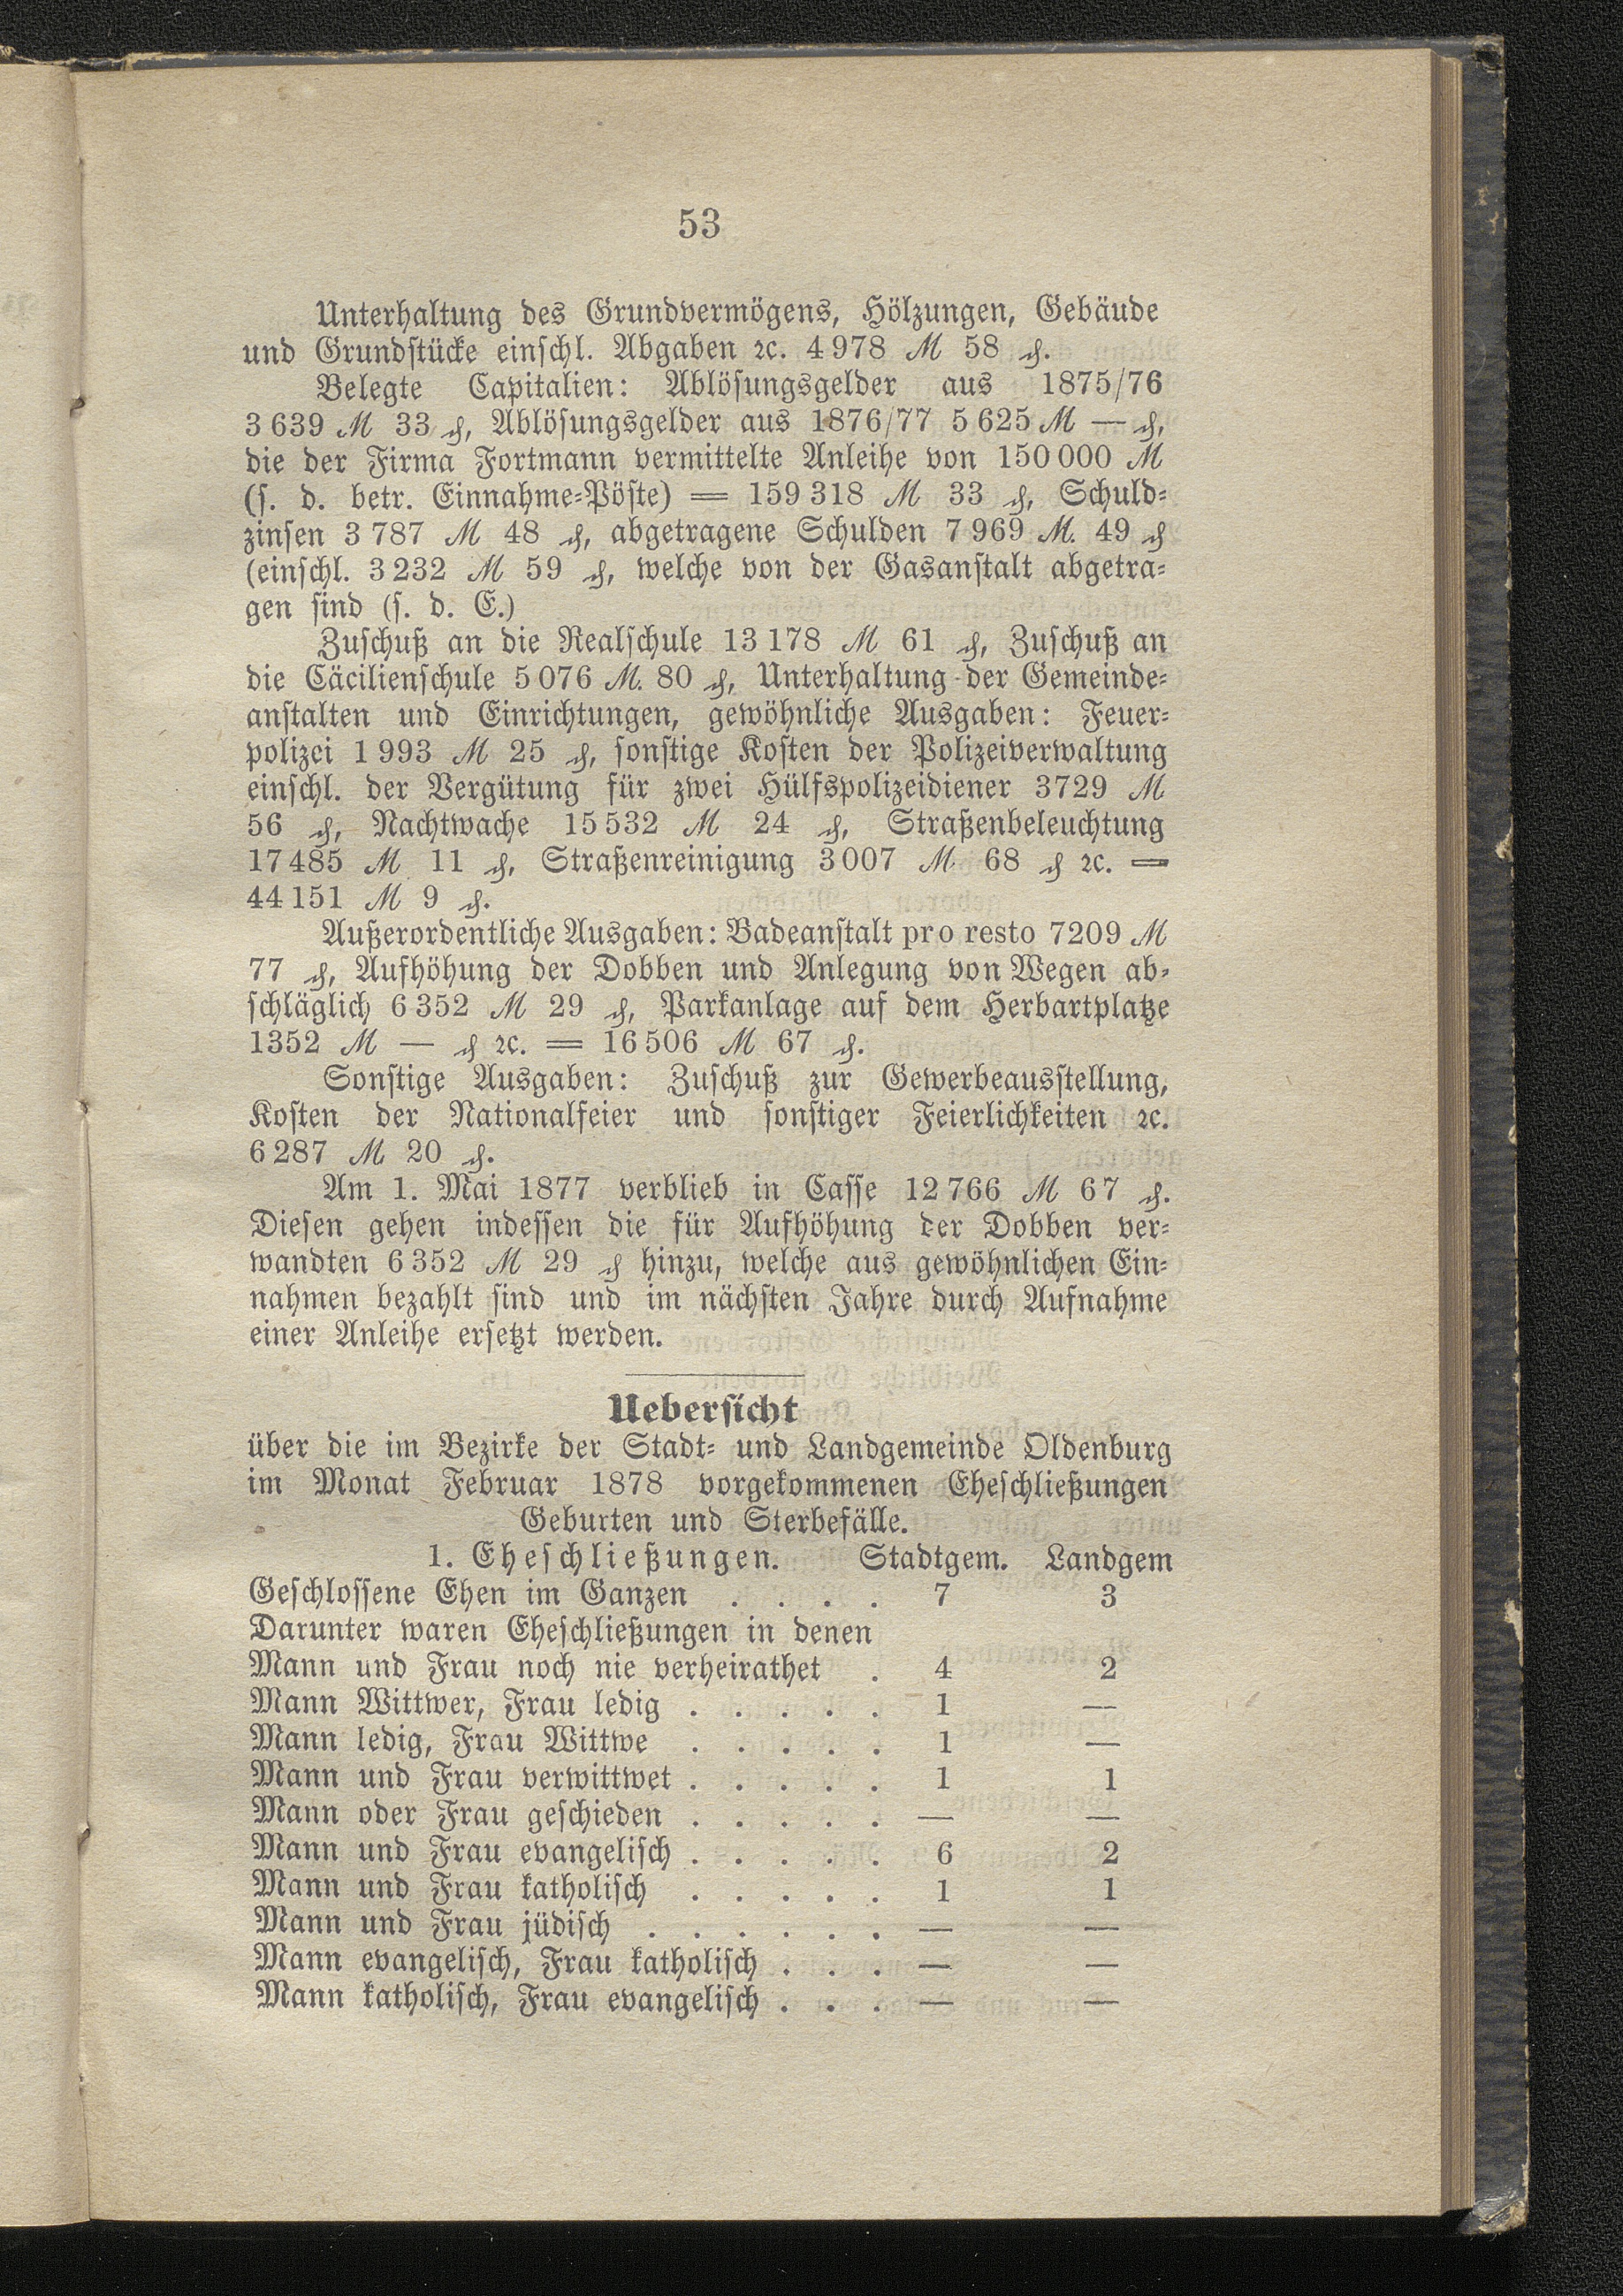 53
Unterhaltung des Grundvermögens, Hölzungen, Gebäude
und Grundstücke einschl. Abgaben ꝛc. 4 978 ℳ 58 ₰.
Belegte Capitalien: Ablösungsgelder aus 1875/76
3 639 ℳ 33 ₰, Ablösungsgelder aus 1876/77 5 625 ℳ — ₰,
die der Firma Fortmann vermittelte Anleihe von 150 000 ℳ
(s. d. betr. Einnahme-Pöste) = 159 318 ℳ 33 ₰, Schuld-
zinsen 3 787 ℳ 48 ₰, abgetragene Schulden 7 969 ℳ. 49 ₰
(einschl. 3 232 ℳ 59 ₰, welche von der Gasanstalt abgetra-
gen sind (s. d. E.)
Zuschuß an die Realschule 13 178 ℳ 61 ₰, Zuschuß an
die Cäcilienschule 5 076 ℳ. 80 ₰, Unterhaltung der Gemeinde-
anstalten und Einrichtungen, gewöhnliche Ausgaben: Feuer-
polizei 1 993 ℳ 25 ₰, sonstige Kosten der Polizeiverwaltung
einschl. der Vergütung für zwei Hülfspolizeidiener 3729 ℳ
56 ₰, Nachtwache 15 532 ℳ 24 ₰, Straßenbeleuchtung
17 485 ℳ 11 ₰, Straßenreinigung 3 007 ℳ 68 ₰ ꝛc. =
44 151 ℳ 9 ₰.
Außerordentliche Ausgaben: Badeanstalt pro resto 7209 ℳ
77 ₰, Aufhöhung der Dobben und Anlegung von Wegen ab-
schläglich 6 352 ℳ 29 ₰, Parkanlage auf dem Herbartplatze
1352 ℳ — ₰ ꝛc. = 16 506 ℳ 67 ₰.
Sonstige Ausgaben: Zuschuß zur Gewerbeausstellung,
Kosten der Nationalfeier und sonstiger Feierlichkeiten ꝛc.
6 287 ℳ 20 ₰.
Am 1. Mai 1877 verblieb in Casse 12 766 ℳ 67 ₰.
Diesen gehen indessen die für Aufhöhung der Dobben ver-
wandten 6 352 ℳ 29 ₰ hinzu, welche aus gewöhnlichen Ein-
nahmen bezahlt sind und im nächsten Jahre durch Aufnahme
einer Anleihe ersetzt werden.
Uebersicht
über die im Bezirke der Stadt- und Landgemeinde Oldenburg
im Monat Februar 1878 vorgekommenen Eheschließungen
Geburten und Sterbefälle.
1. Eheschließungen. Stadtgem. Landgem
Geschlossene Ehen im Ganzen . . . . 7 3
Darunter waren Eheschließungen in denen
Mann und Frau noch nie verheirathet . 4 2
Mann Wittwer, Frau ledig . . . . . 1 —
Mann ledig, Frau Wittwe . . . . . 1 —
Mann und Frau verwittwet . . . . . 1 1
Mann oder Frau geschieden . . . . . — —
Mann und Frau evangelisch . . . . . 6 2
Mann und Frau katholisch . . . . . 1 1
Mann und Frau jüdisch . . . . . . — —
Mann evangelisch, Frau katholisch . . . — —
Mann katholisch, Frau evangelisch . . . — —